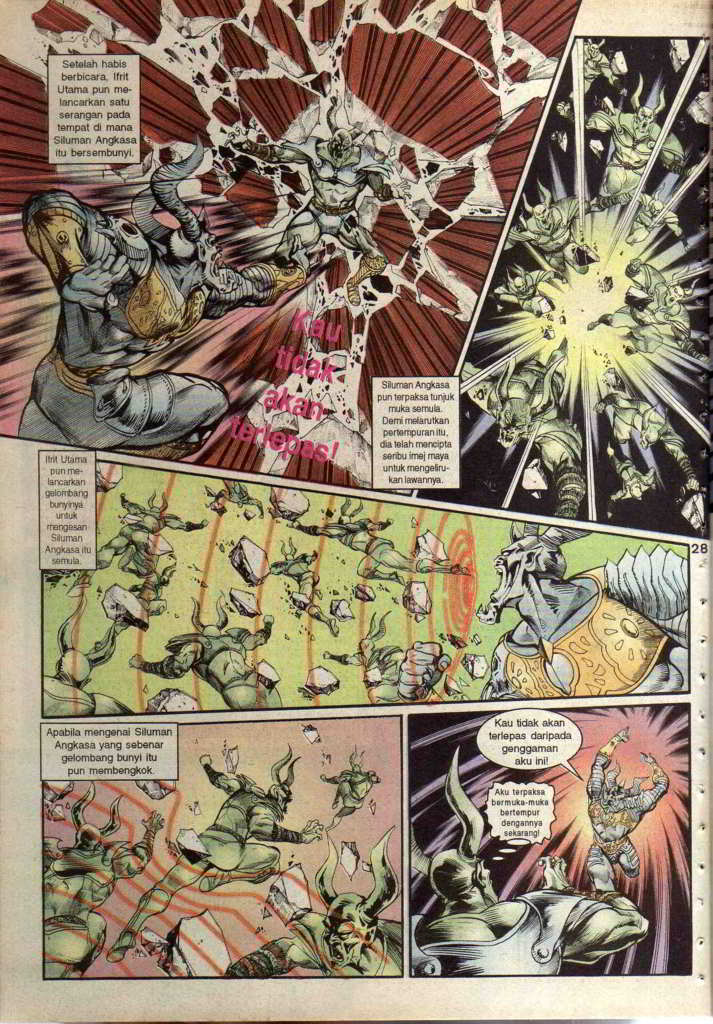 Setelah habis
berbicara, Ifrit
Utama pun me-
lancarkan satu
serangan pada
tempat di mana
Siluman Angkasa
itu bersembunyi.
Kau
tidak
akan
terlepas!
Siluman Angkasa
pun terpaksa tunjuk
muka semula.
Demi melarutkan
pertempuran itu,
dia telah mencipta
seribu imej maya
untuk mengeliru-
kan lawannya.
Ifrit Utama
pun me-
lancarkan
gelombang
bunyinya
untuk
mengesan
Siluman
Angkasa itu
semula.
28
Apabila mengenai Siluman
Angkasa yang sebenar
gelombang bunyi itu
pun membengkok.
Kau tidak akan
terlepas daripada
genggaman
aku ini!
Aku terpaksa
bermuka-muka
bertempur
dengannya
sekarang!